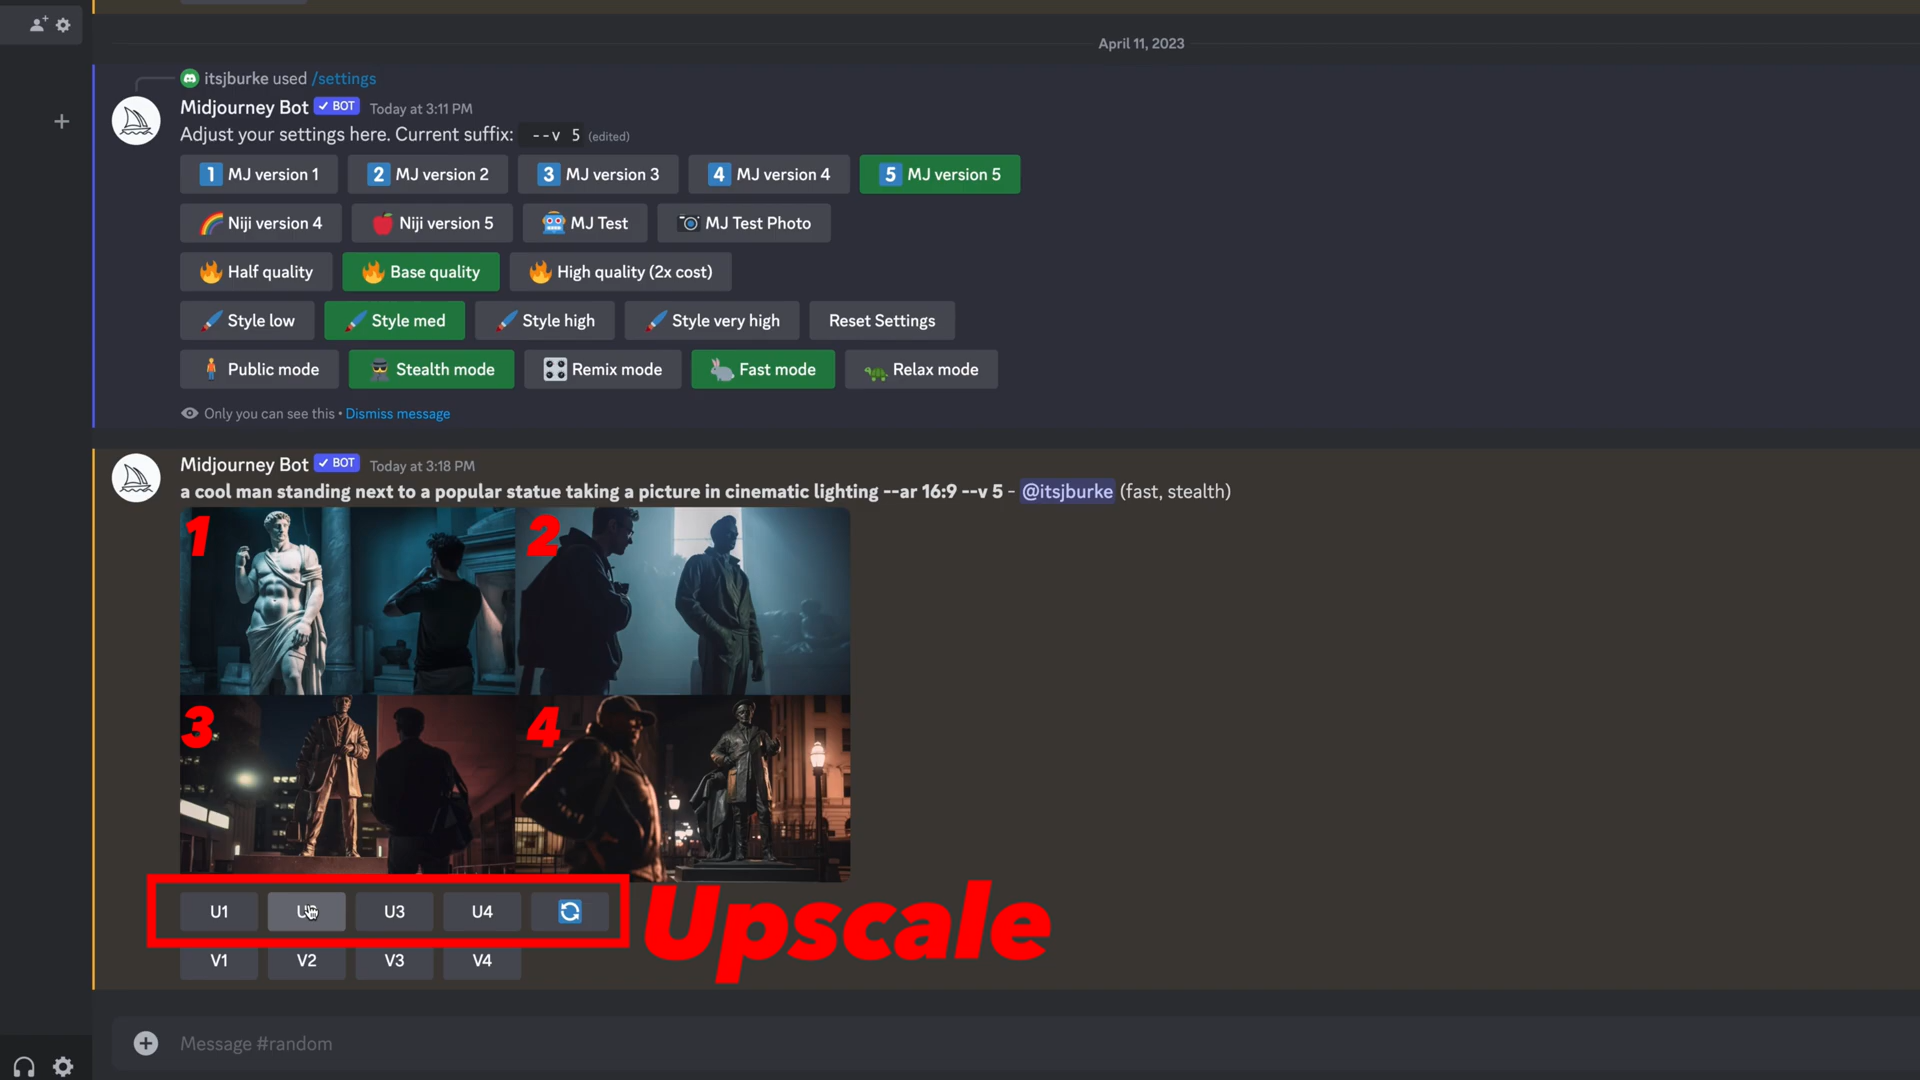 April 11, 2023
itsjburke used /settings
Midjourney Bot ✓ BOT Today at 3:11 PM
Adjust your settings here. Current suffix: --v 5 (edited)
1 MJ version 1 2 MJ version 2 3 MJ version 3 4 MJ version 4 5 MJ version 5
Niji version 4 Niji version 5 MJ Test MJ Test Photo
Half quality Base quality High quality (2x cost)
Style low Style med Style high Style very high Reset Settings
Public mode Stealth mode Remix mode Fast mode Relax mode
Only you can see this • Dismiss message
Midjourney Bot ✓ BOT Today at 3:18 PM
a cool man standing next to a popular statue taking a picture in cinematic lighting --ar 16:9 --v 5 - @itsjburke (fast, stealth)
1 2
3 4
U1 U3 U4
Upscale
V1 V2 V3 V4
Message #random